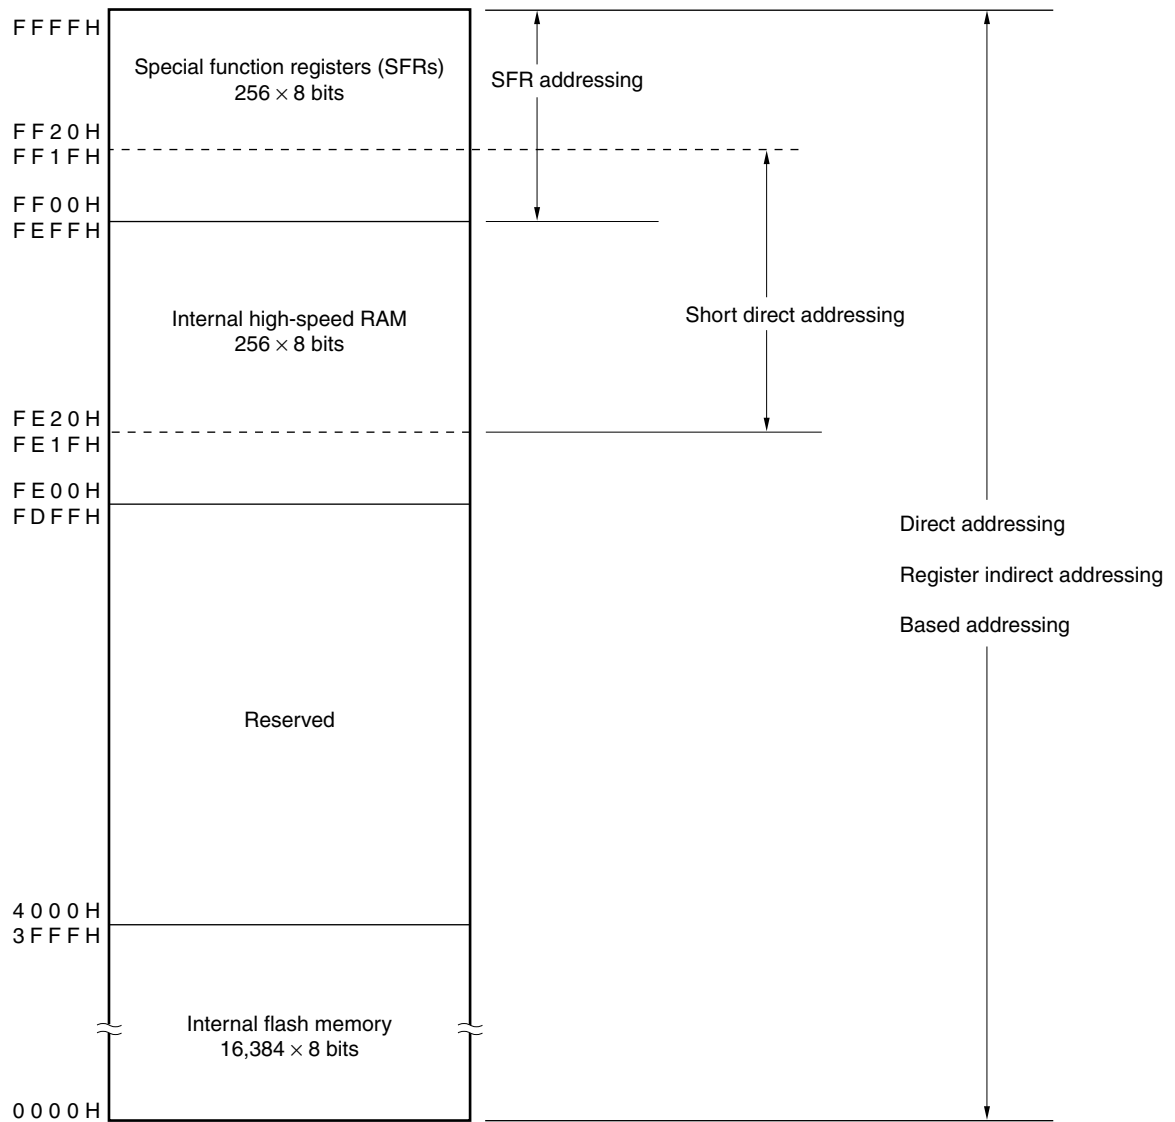 FFFFH
Special function registers (SFRs)
256 × 8 bits
SFR addressing
FF20H
FF1FH
FF00H
FEFFH
Internal high-speed RAM
256 × 8 bits
Short direct addressing
FE20H
FE1FH
FE00H
FDFFH
Direct addressing
Register indirect addressing
Based addressing
Reserved
4000H
3FFFH
Internal flash memory
16,384 × 8 bits
0000H